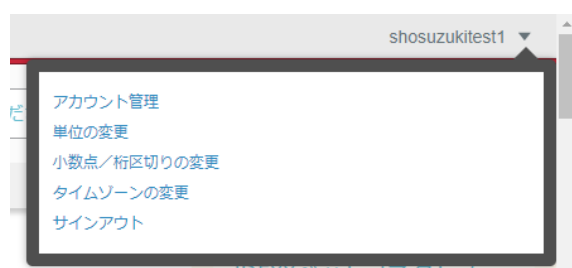 shosuzukitest1
アカウント管理
単位の変更
小数点／桁区切りの変更
タイムゾーンの変更
サインアウト